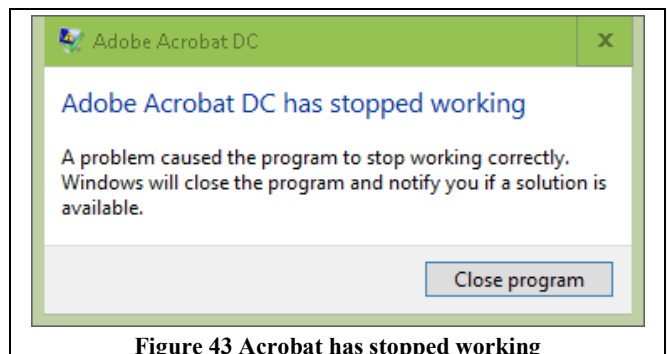 Adobe Acrobat DC
x
Adobe Acrobat DC has stopped working
A problem caused the program to stop working correctly.
Windows will close the program and notify you if a solution is
available.
Close program
Figure 43 Acrobat has stopped working